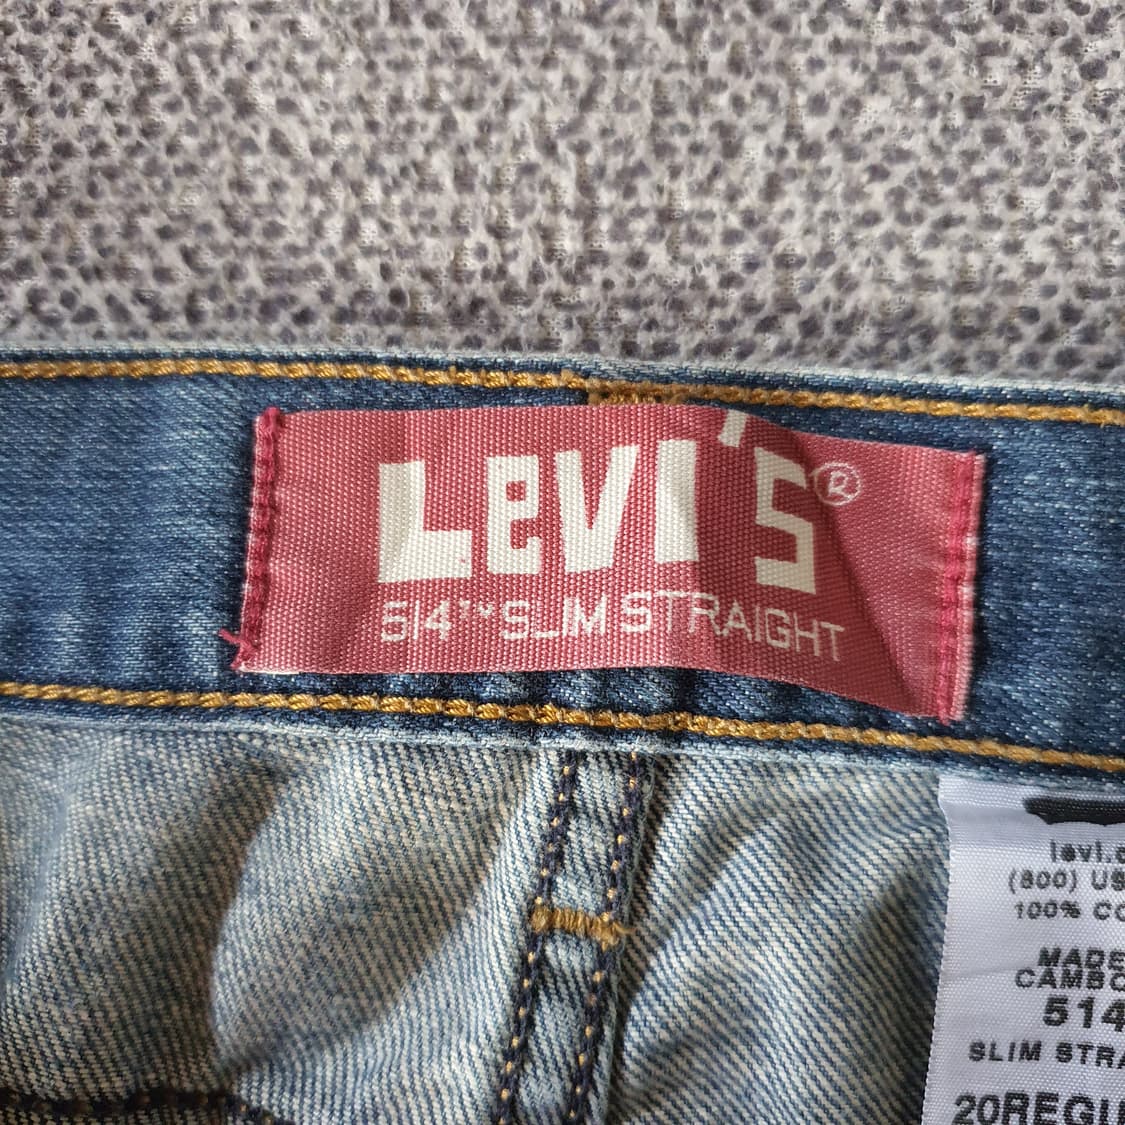 Levi's®
514™ SLIM STRAIGHT
levi.c
(800) US
100% CO
MADE
CAMBO
514
SLIM STRA
20REGU